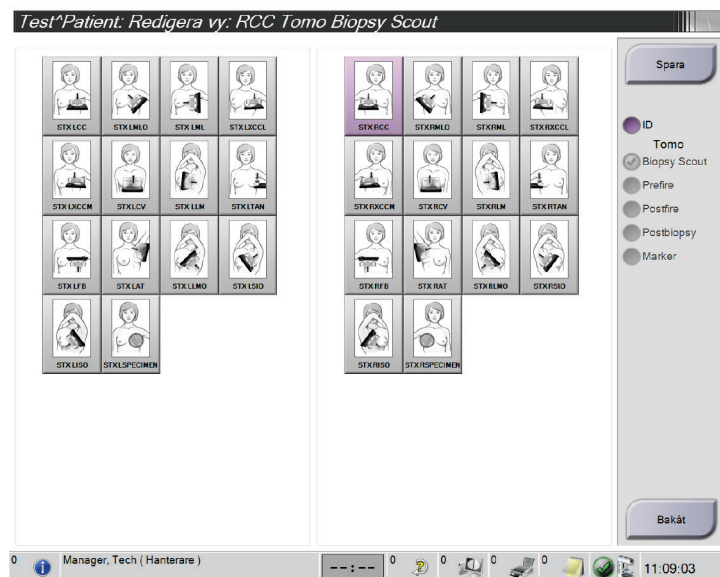 Test^Patient: Redigera vy: RCC Tomo Biopsy Scout
STX LCC STX LMLO STX LML STX LXCCL
STX LXCCM STX LCV STX LLM STX LTAN
STX LFB STX LAT STX LLMO STX LSIO
STX LISO STX LSPECIMEN
STX RCC STX RMLO STX RML STX RXCCL
STX RXCCM STX RCV STX RLM STX RTAN
STX RFB STX RAT STX RLMO STX RSIO
STX RISO STX RSPECIMEN
Spara
ID
Tomo
Biopsy Scout
Prefire
Postfire
Postbiopsy
Marker
Bakåt
0 Manager, Tech ( Hanterare ) --:-- 0 0 0 0 11:09:03